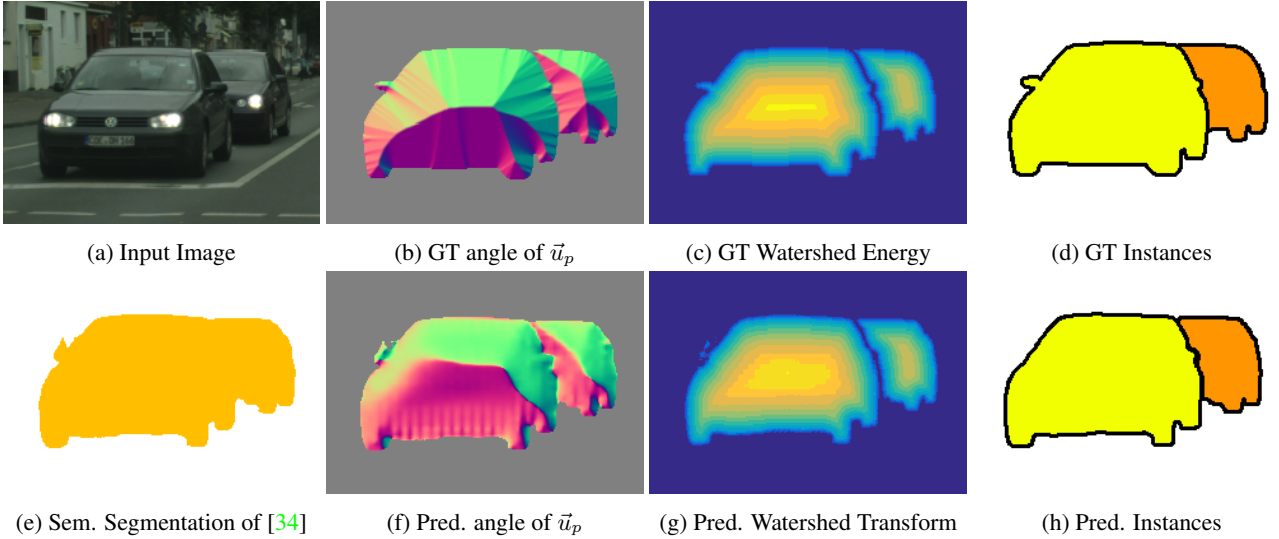 (a) Input Image
(b) GT angle of $\vec{u}_p$
(c) GT Watershed Energy
(d) GT Instances
(e) Sem. Segmentation of [34]
(f) Pred. angle of $\vec{u}_p$
(g) Pred. Watershed Transform
(h) Pred. Instances